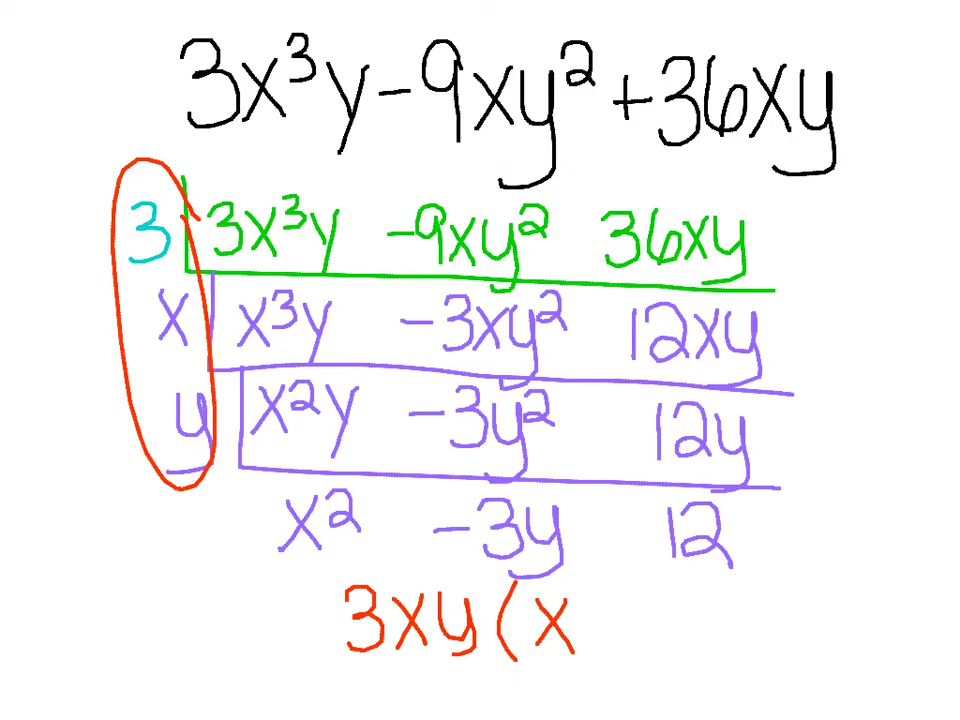 3x³y - 9xy² + 36xy
3 3x³y -9xy² 36xy
x x³y -3xy² 12xy
y x²y -3y² 12y
x² -3y 12
3xy(x